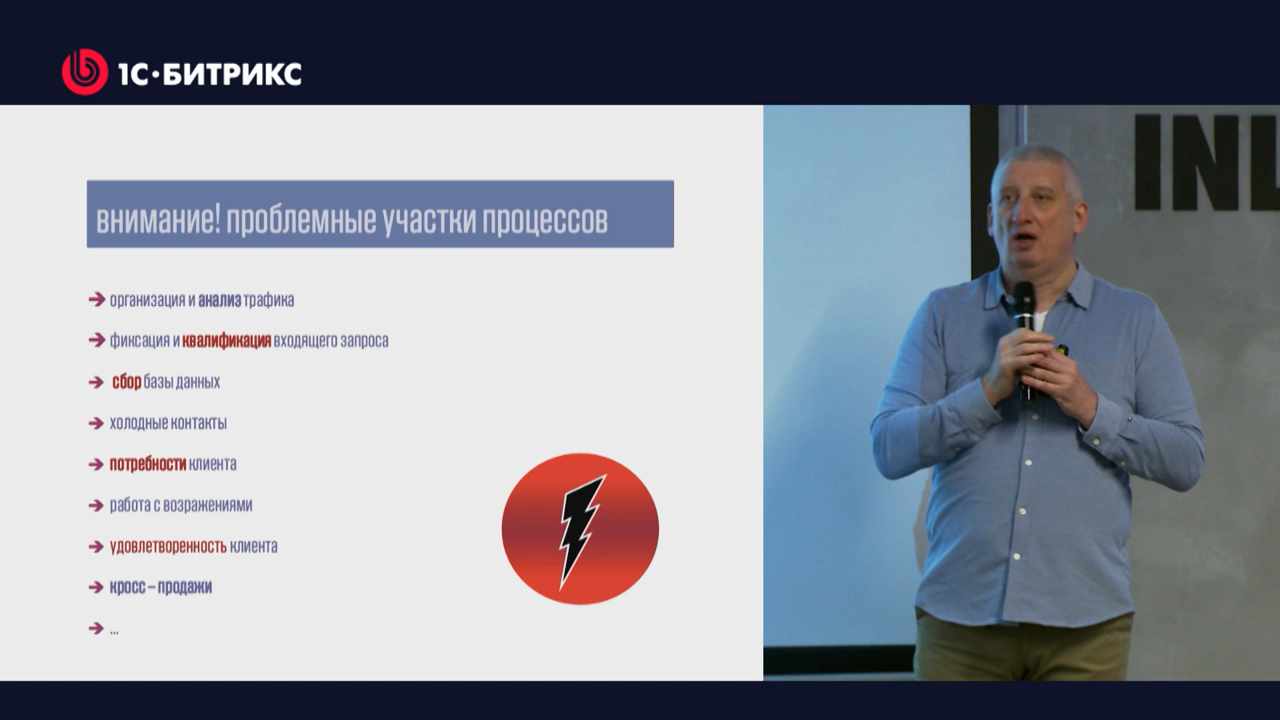 1С·БИТРИКС
внимание! проблемные участки процессов
организация и анализ трафика
фиксация и квалификация входящего запроса
сбор базы данных
холодные контакты
потребности клиента
работа с возражениями
удовлетворенность клиента
кросс – продажи
...
INL